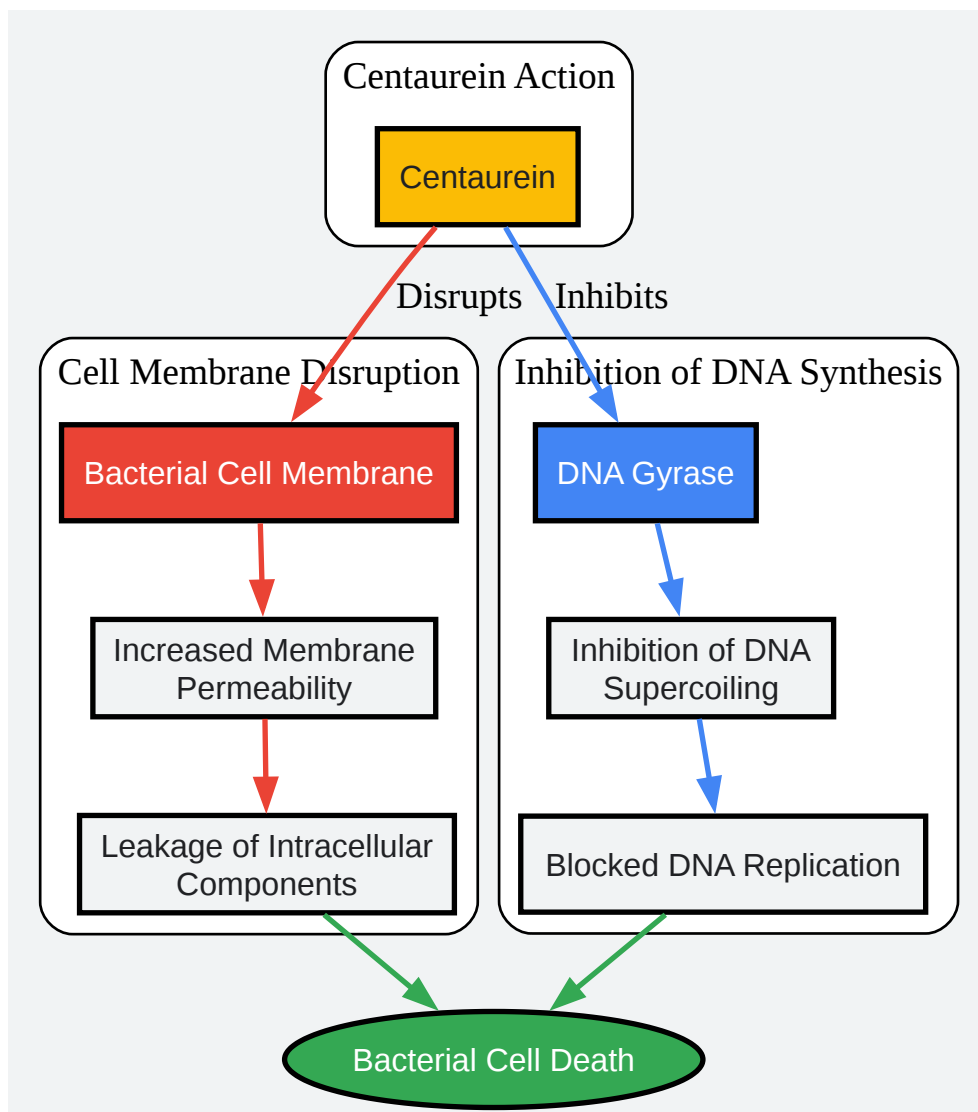 Centaurein Action
Centaurein
Disrupts
Inhibits
Cell Membrane Disruption
Bacterial Cell Membrane
Increased Membrane
Permeability
Leakage of Intracellular
Components
Inhibition of DNA Synthesis
DNA Gyrase
Inhibition of DNA
Supercoiling
Blocked DNA Replication
Bacterial Cell Death